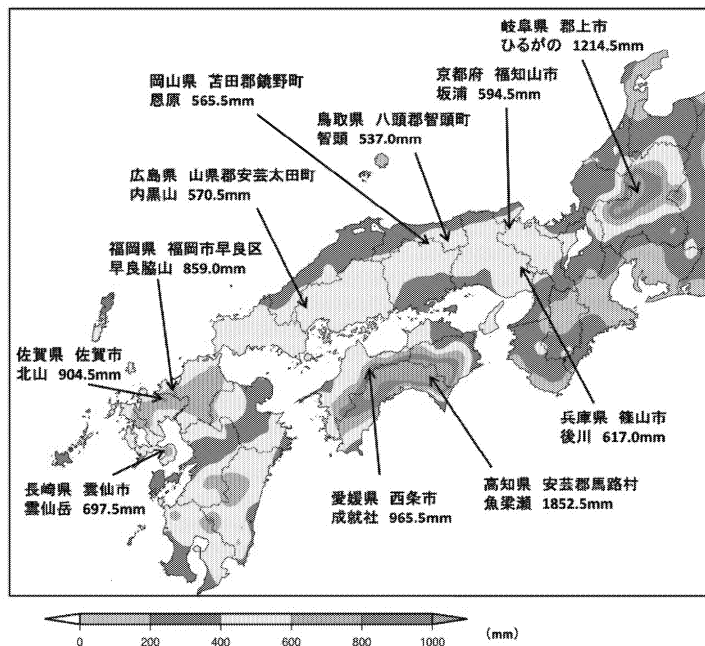 岐阜県 郡上市
ひるがの 1214.5mm
岡山県 苫田郡鏡野町
恩原 565.5mm
京都府 福知山市
坂浦 594.5mm
鳥取県 八頭郡智頭町
智頭 537.0mm
広島県 山県郡安芸太田町
内黒山 570.5mm
福岡県 福岡市早良区
早良脇山 859.0mm
佐賀県 佐賀市
北山 904.5mm
兵庫県 篠山市
後川 617.0mm
長崎県 雲仙市
雲仙岳 697.5mm
愛媛県 西条市
成就社 965.5mm
高知県 安芸郡馬路村
魚梁瀬 1852.5mm
0 200 400 600 800 1000 (mm)